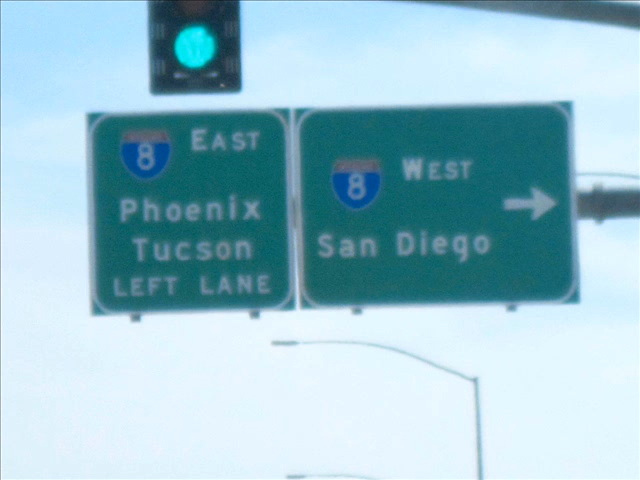 8 EAST
Phoenix
Tucson
LEFT LANE
8 WEST
San Diego